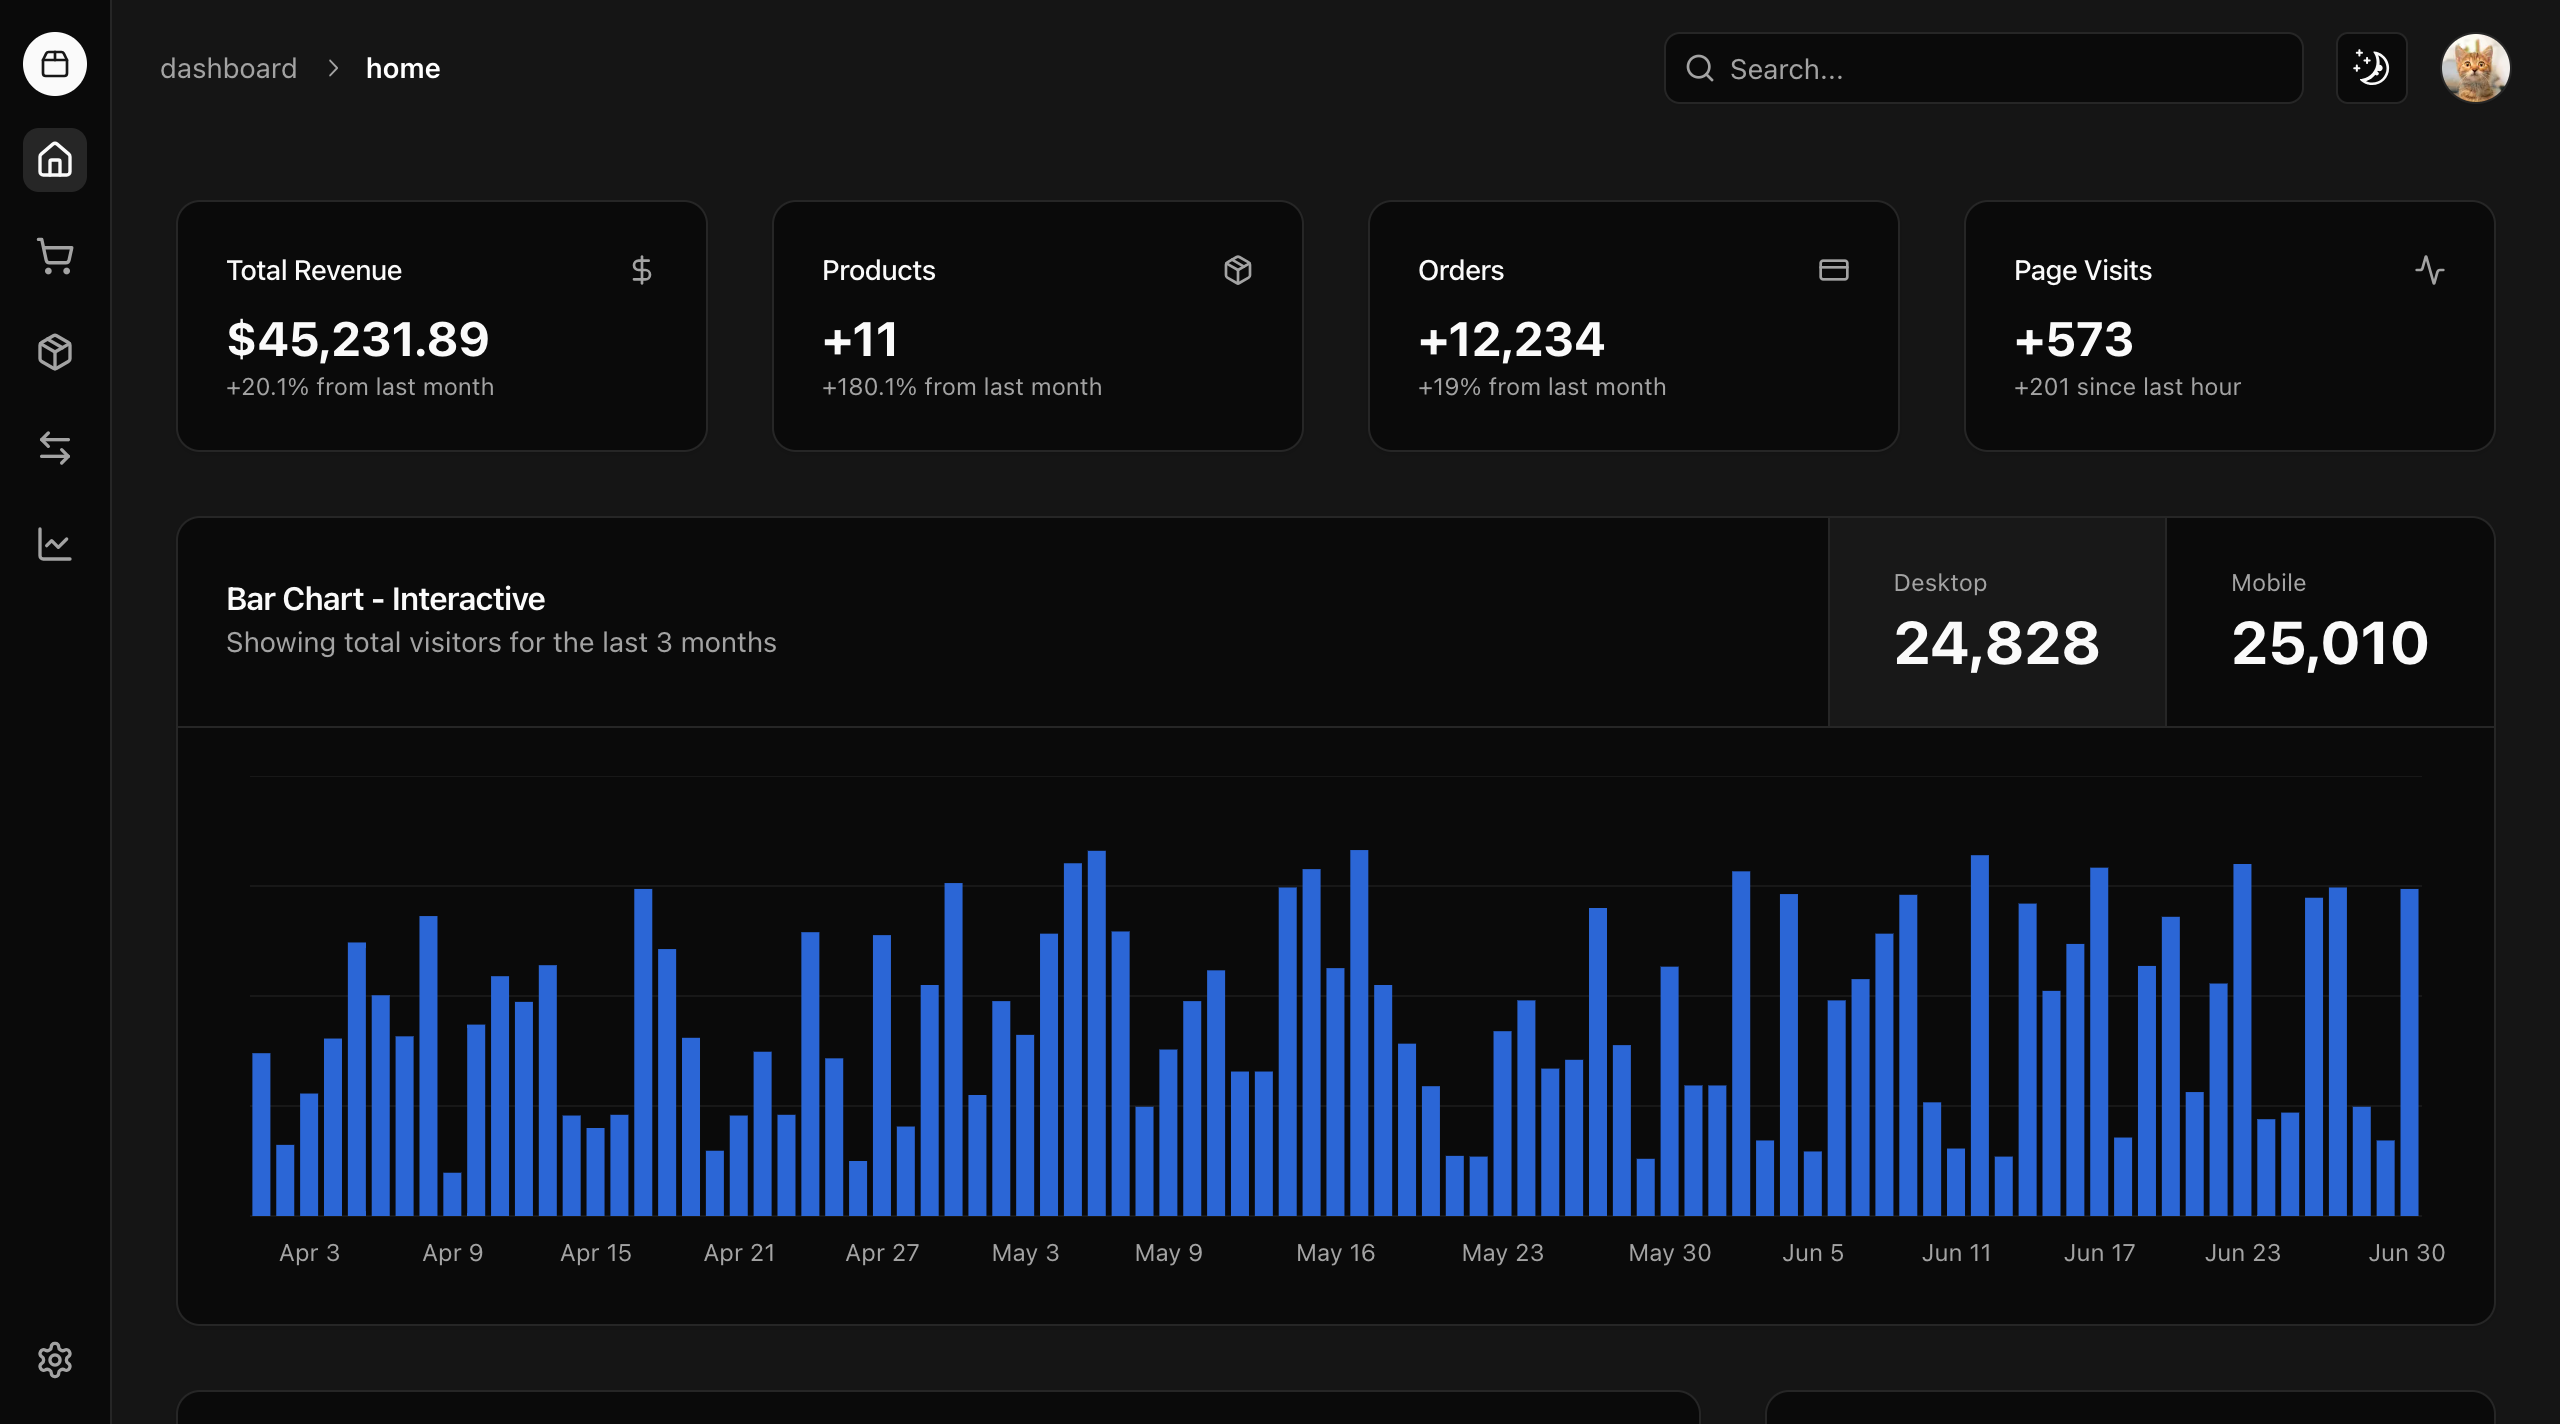 dashboard > home
Search...
Total Revenue
$45,231.89
+20.1% from last month
Products
+11
+180.1% from last month
Orders
+12,234
+19% from last month
Page Visits
+573
+201 since last hour
Bar Chart - Interactive
Showing total visitors for the last 3 months
Desktop
24,828
Mobile
25,010
Apr 3 Apr 9 Apr 15 Apr 21 Apr 27 May 3 May 9 May 16 May 23 May 30 Jun 5 Jun 11 Jun 17 Jun 23 Jun 30